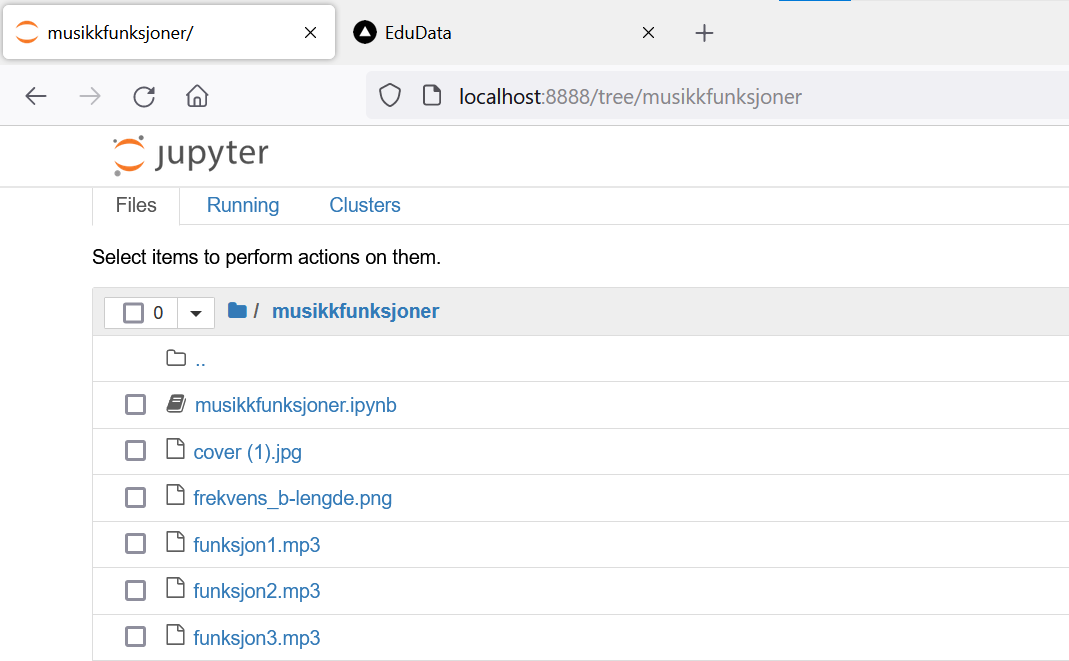 musikkfunksjoner/ EduData
localhost:8888/tree/musikkfunksjoner
jupyter
Files Running Clusters
Select items to perform actions on them.
0 / musikkfunksjoner
..
musikkfunksjoner.ipynb
cover (1).jpg
frekvens_b-lengde.png
funksjon1.mp3
funksjon2.mp3
funksjon3.mp3